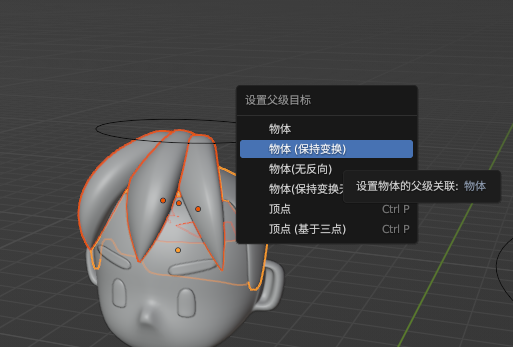 设置父级目标
物体
物体 (保持变换)
物体(无反向)
物体(保持变换无
设置物体的父级关联: 物体
顶点 Ctrl P
顶点 (基于三点) Ctrl P